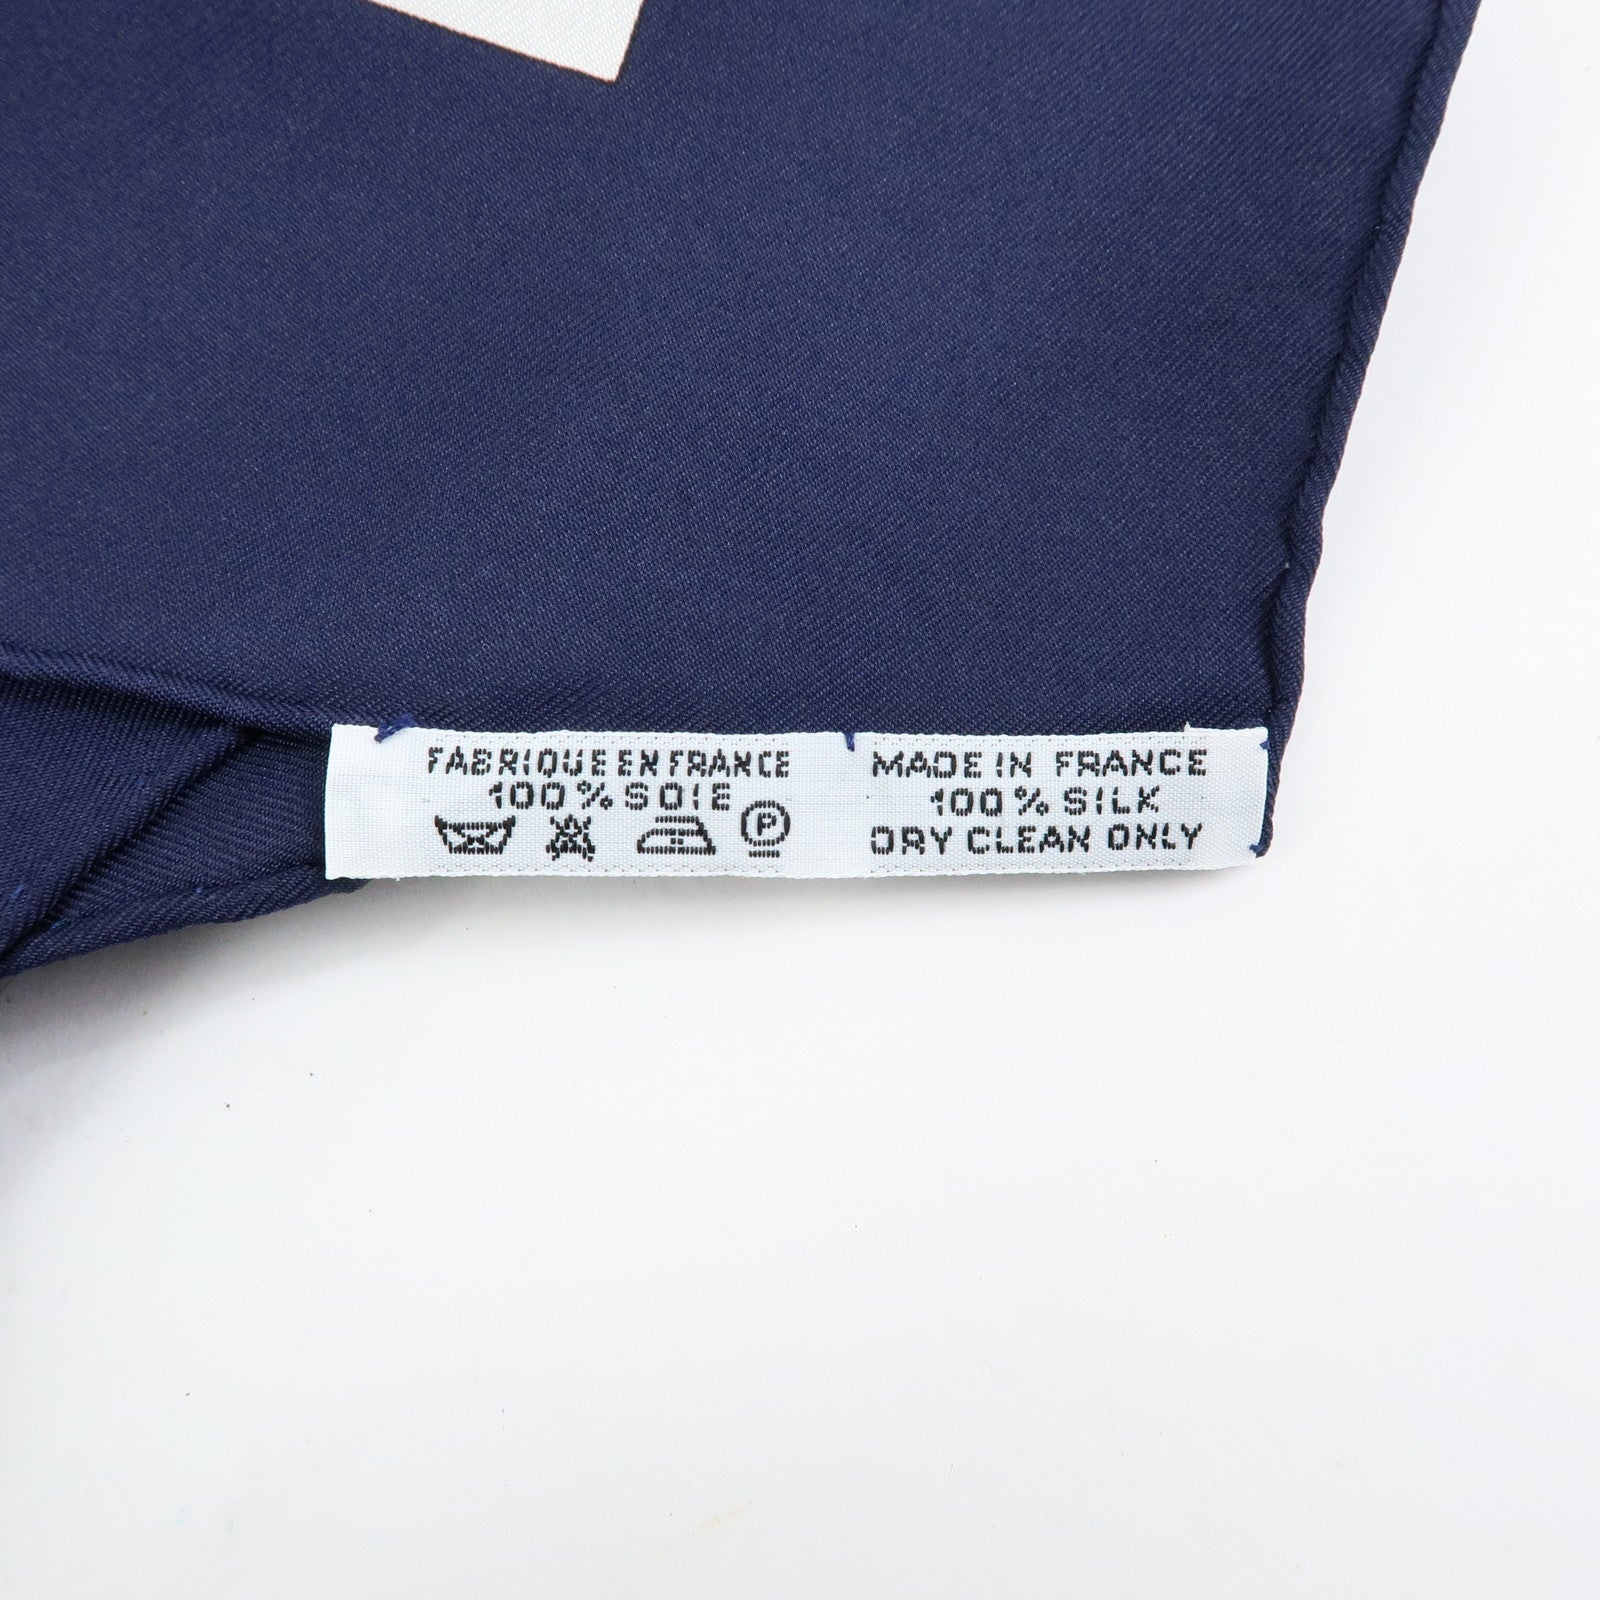 FABRIQUE EN FRANCE
100% SOIE
P
MADE IN FRANCE
100% SILK
DRY CLEAN ONLY